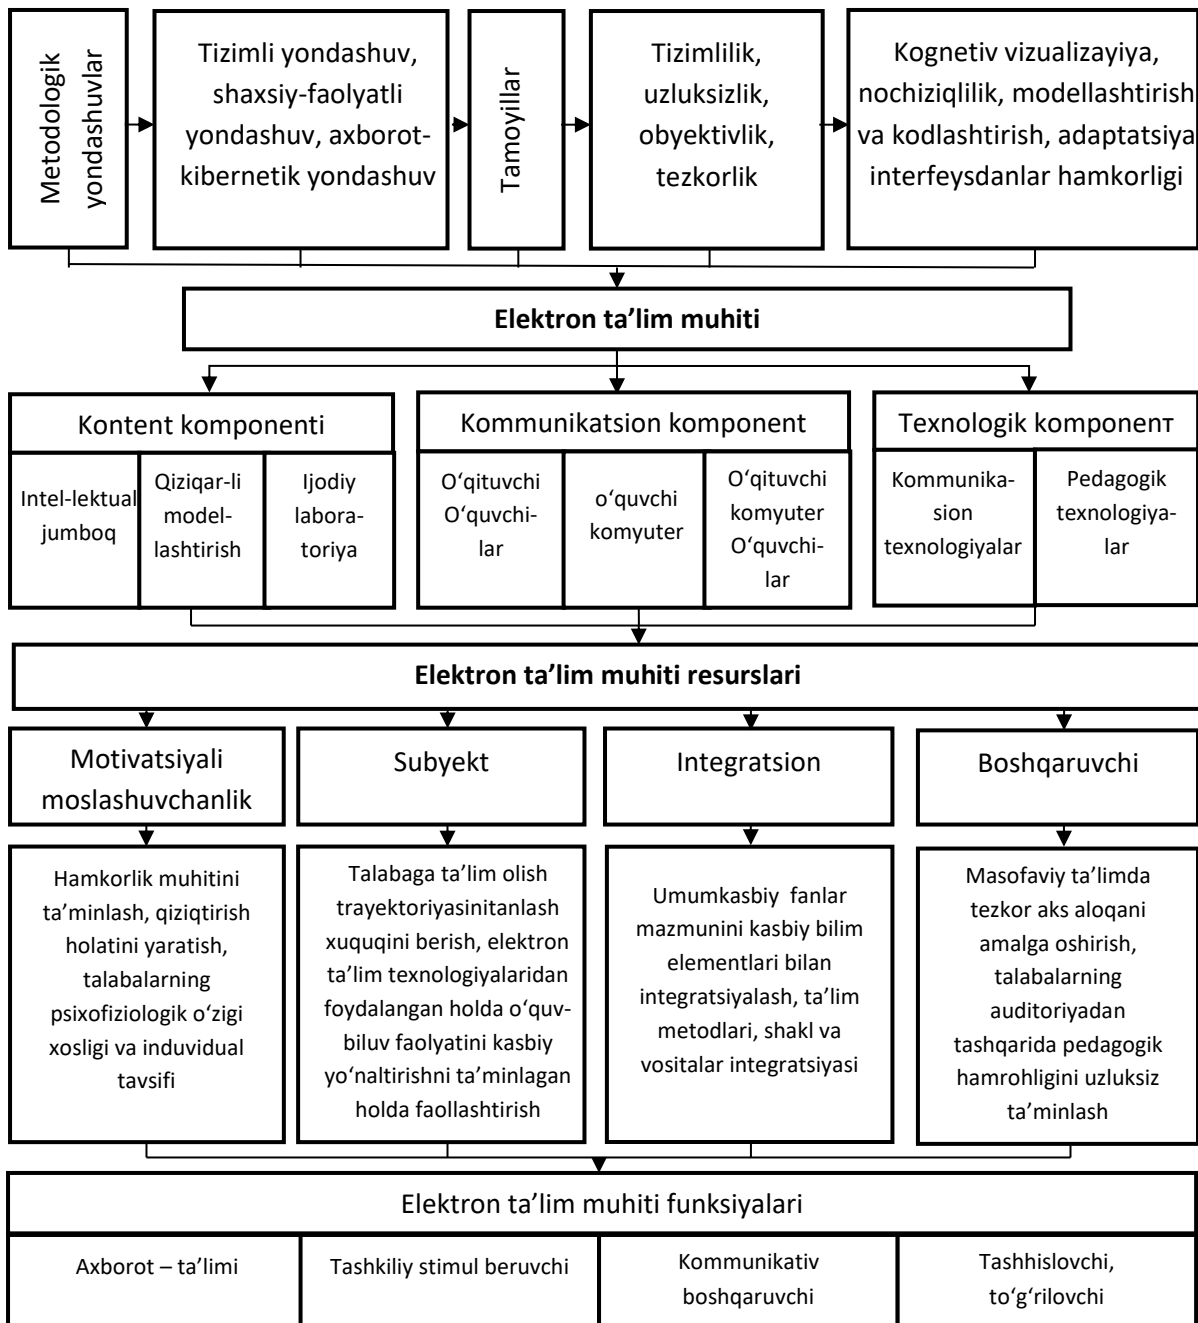 Metodologik
yondashuvlar
Tizimli yondashuv,
shaxsiy-faolyatli
yondashuv, axborot-
kibernetik yondashuv
Tamoyillar
Tizimlilik,
uzluksizlik,
obyektivlik,
tezkorlik
Kognetiv vizualizayiya,
nochiziqlilik, modellashtirish
va kodlashtirish, adaptatsiya
interfeysdanlar hamkorligi
Elektron ta’lim muhiti
Kontent komponenti
Intel-lektual
jumboq
Qiziqar-li
model-
lashtirish
Ijodiy
labora-
toriya
Kommunikatsion komponent
O‘qituvchi
O‘quvchi-
lar
o‘quvchi
komyuter
O‘qituvchi
komyuter
O‘quvchi-
lar
Texnologik komponenт
Kommunika-
sion
texnologiyalar
Pedagogik
texnologiya-
lar
Elektron ta’lim muhiti resurslari
Motivatsiyali
moslashuvchanlik
Subyekt
Integratsion
Boshqaruvchi
Hamkorlik muhitini
ta’minlash, qiziqtirish
holatini yaratish,
talabalarning
psixofiziologik o‘zigi
xosligi va induvidual
tavsifi
Talabaga ta’lim olish
trayektoriyasinitanlash
xuquqini berish, elektron
ta’lim texnologiyalaridan
foydalangan holda o‘quv-
biluv faolyatini kasbiy
yo‘naltirishni ta’minlagan
holda faollashtirish
Umumkasbiy  fanlar
mazmunini kasbiy bilim
elementlari bilan
integratsiyalash, ta’lim
metodlari, shakl va
vositalar integratsiyasi
Masofaviy ta’limda
tezkor aks aloqani
amalga oshirish,
talabalarning
auditoriyadan
tashqarida pedagogik
hamrohligini uzluksiz
ta’minlash
Elektron ta’lim muhiti funksiyalari
Axborot – ta’limi
Tashkiliy stimul beruvchi
Kommunikativ
boshqaruvchi
Tashhislovchi,
to‘g‘rilovchi